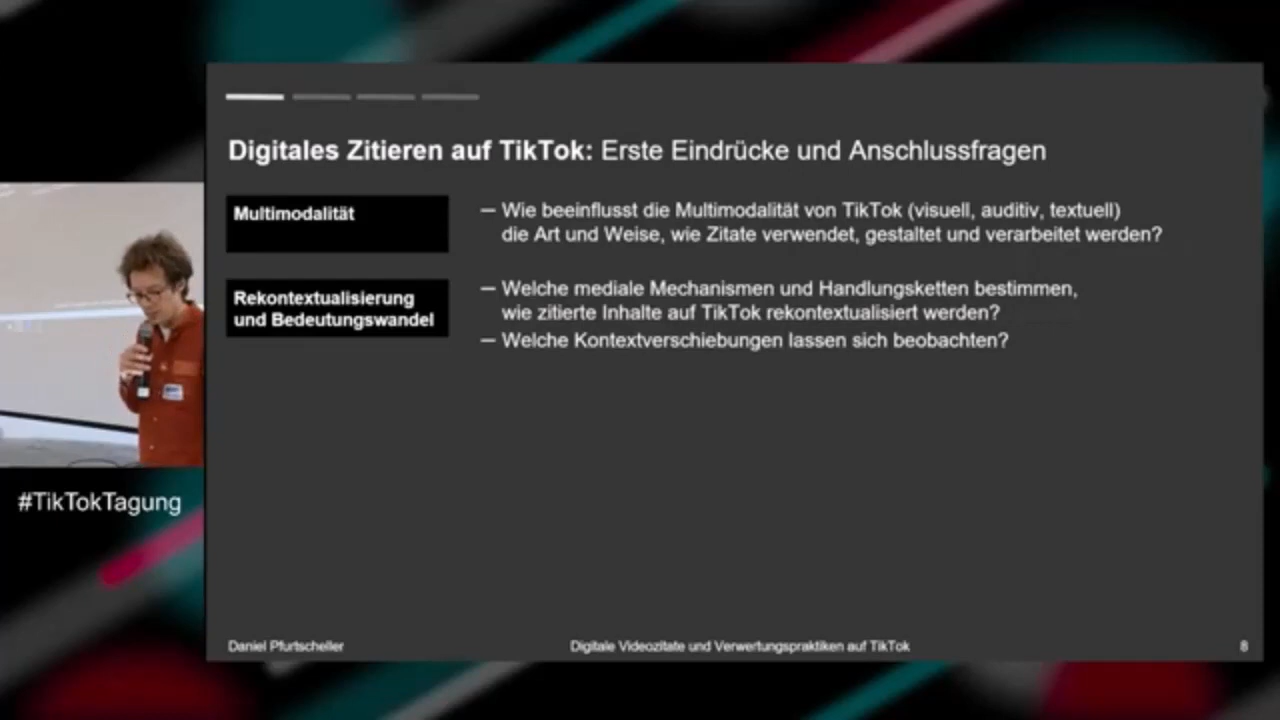 Digitales Zitieren auf TikTok: Erste Eindrücke und Anschlussfragen
Multimodalität
— Wie beeinflusst die Multimodalität von TikTok (visuell, auditiv, textuell)
die Art und Weise, wie Zitate verwendet, gestaltet und verarbeitet werden?
Rekontextualisierung
und Bedeutungswandel
— Welche mediale Mechanismen und Handlungsketten bestimmen,
wie zitierte Inhalte auf TikTok rekontextualisiert werden?
— Welche Kontextverschiebungen lassen sich beobachten?
#TikTokTagung
Daniel Pfurtscheller
Digitale Videozitate und Verwertungspraktiken auf TikTok
8